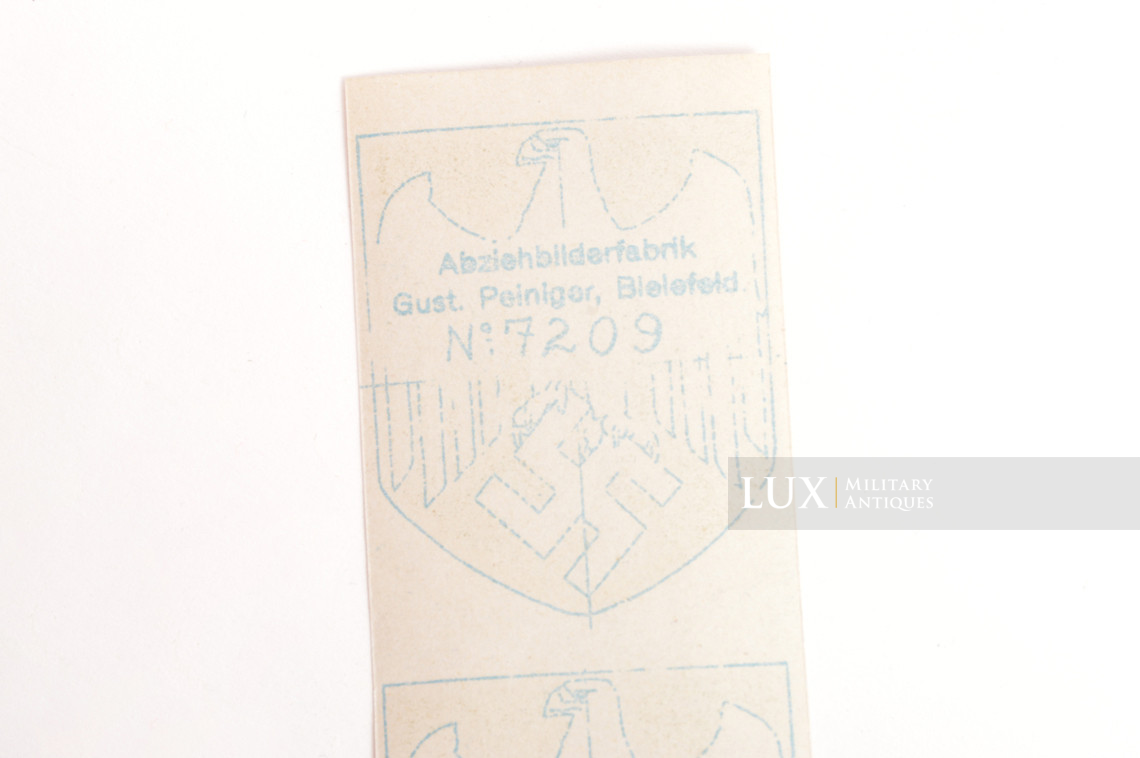 Abziehbilderfabrik
Gust. Peiniger, Bielefeld
Nº 7209
LUX MILITARY
ANTIQUES